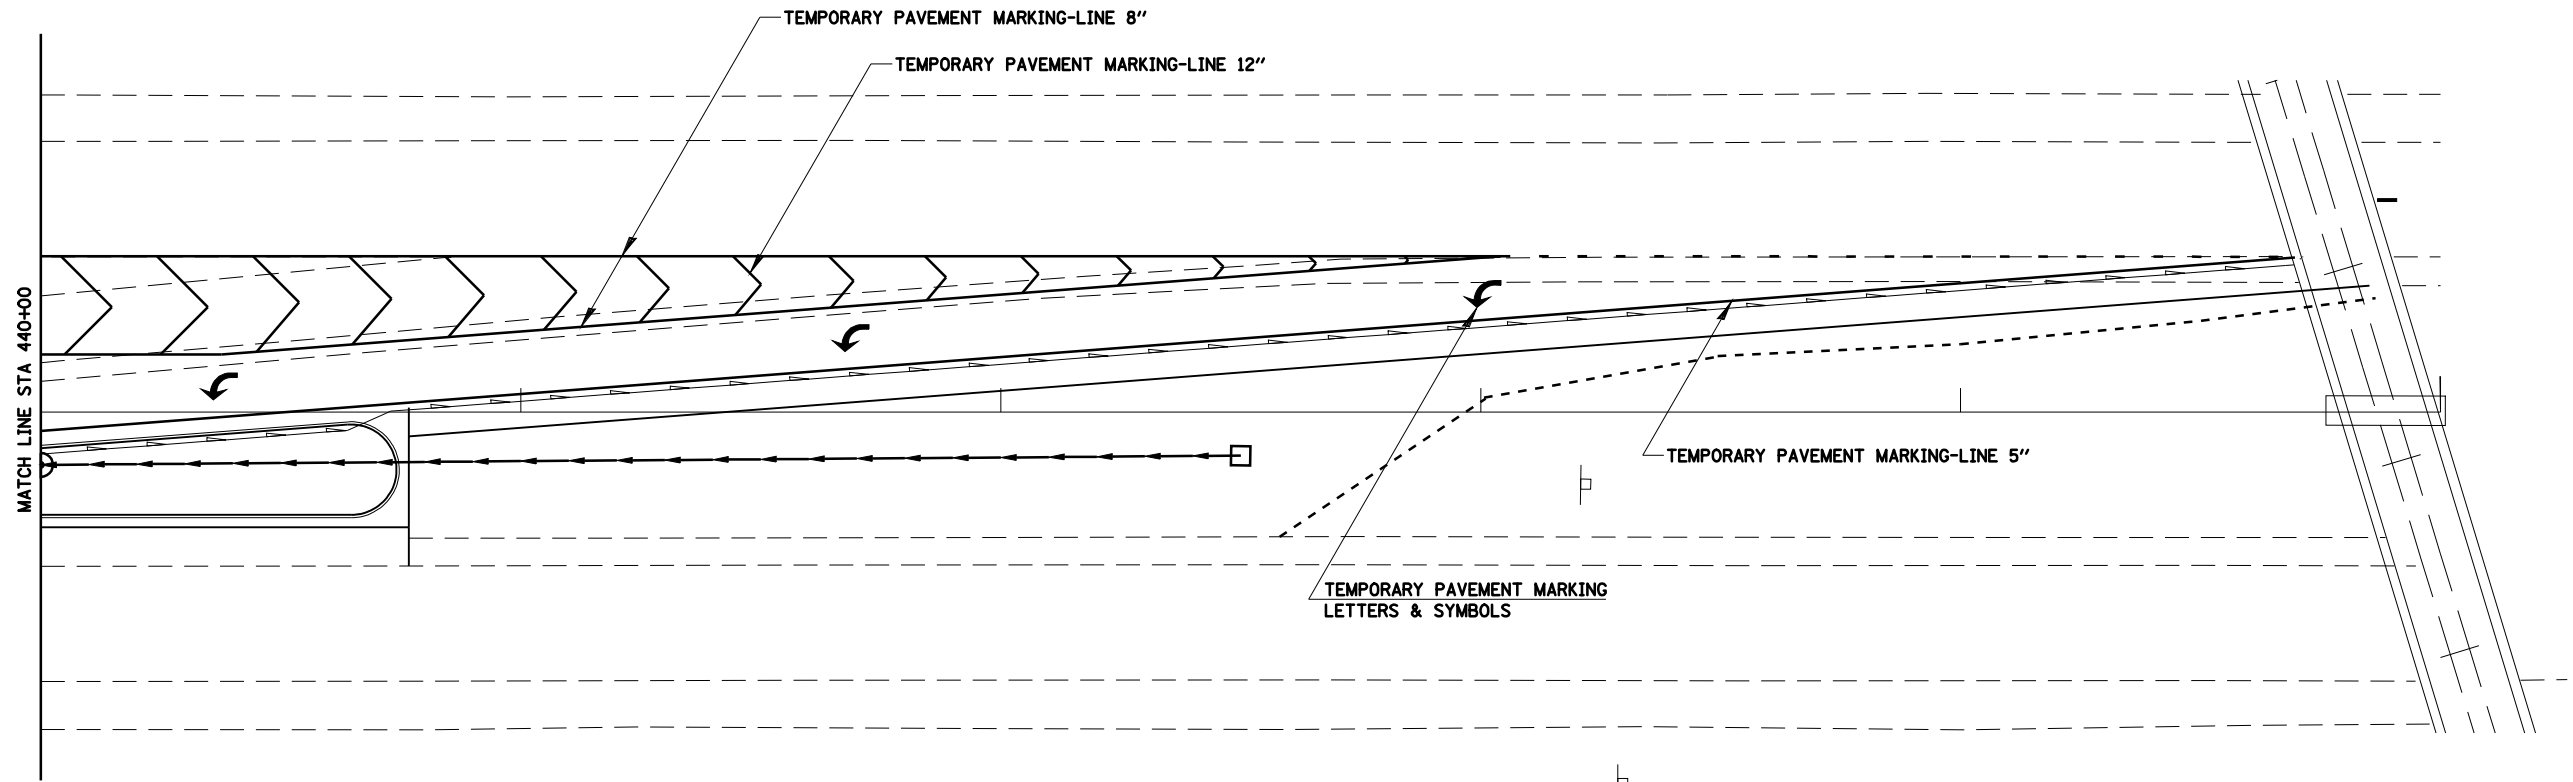 TEMPORARY PAVEMENT MARKING-LINE 8"
TEMPORARY PAVEMENT MARKING-LINE 12"
MATCH LINE STA 440+00
TEMPORARY PAVEMENT MARKING-LINE 5"
TEMPORARY PAVEMENT MARKING
LETTERS & SYMBOLS